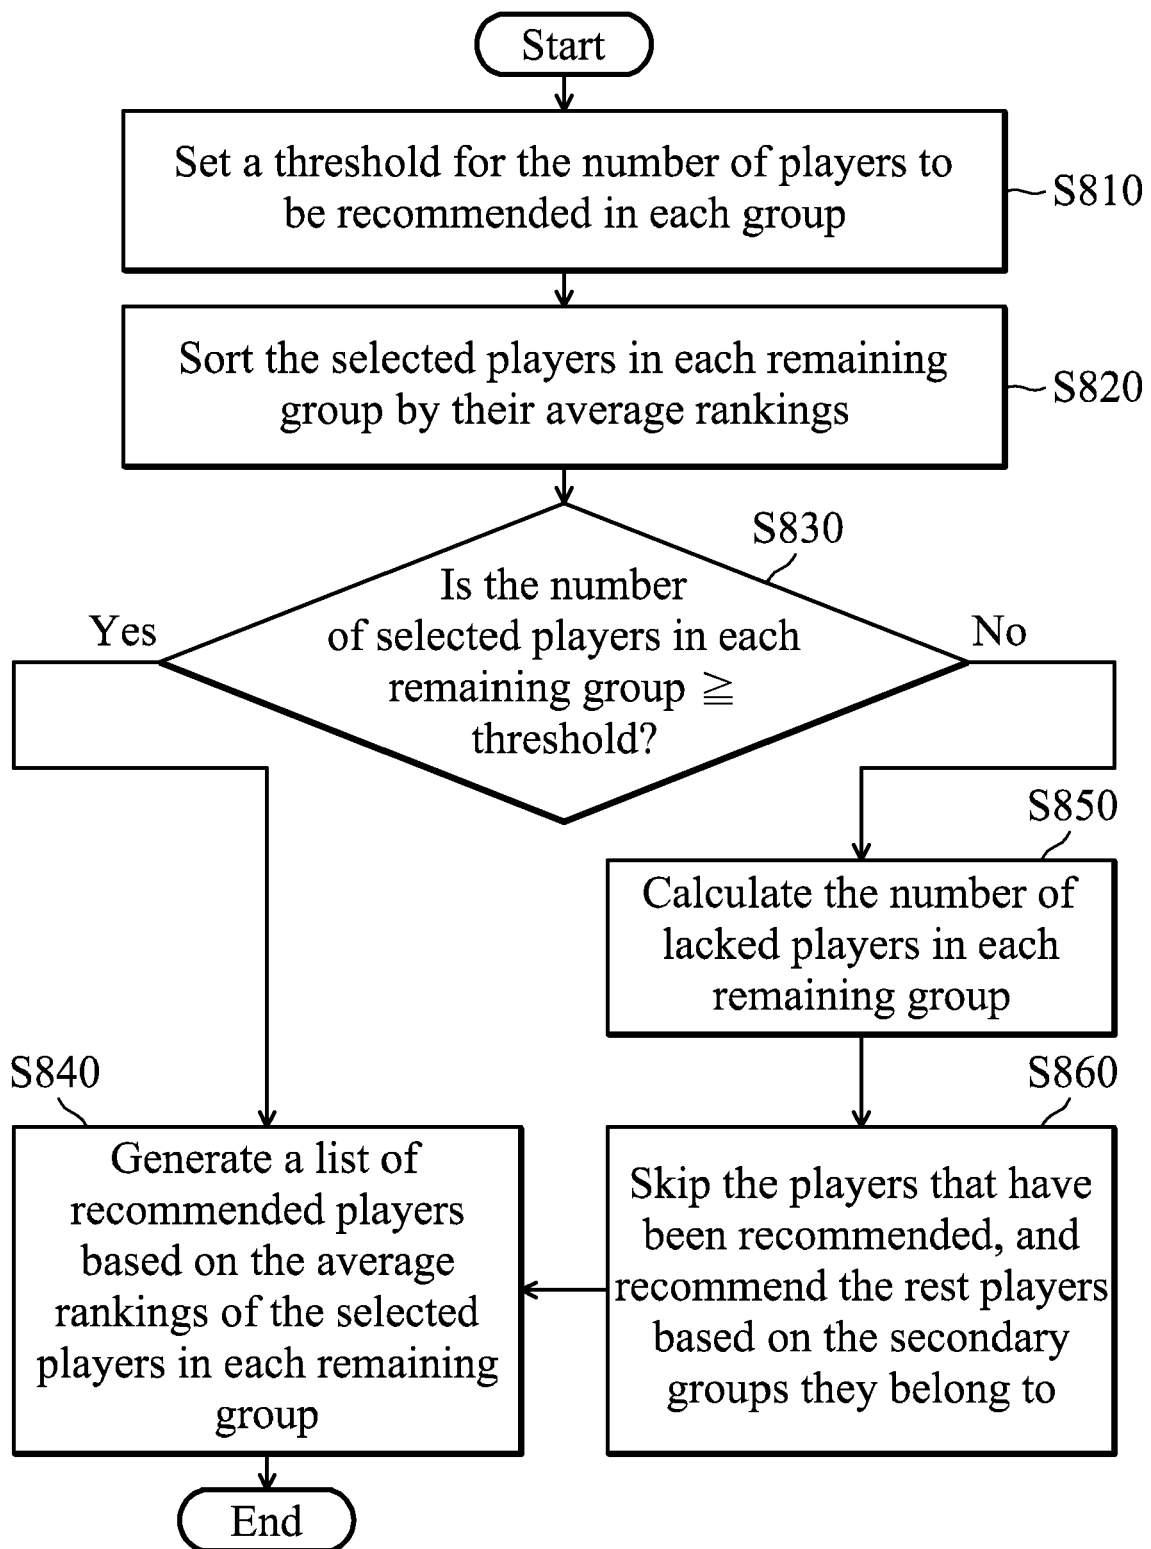 Start
Set a threshold for the number of players to
be recommended in each group
S810
Sort the selected players in each remaining
group by their average rankings
S820
S830
Is the number
of selected players in each
remaining group ≧
threshold?
Yes
No
S850
Calculate the number of
lacked players in each
remaining group
S840
Generate a list of
recommended players
based on the average
rankings of the selected
players in each remaining
group
S860
Skip the players that have
been recommended, and
recommend the rest players
based on the secondary
groups they belong to
End